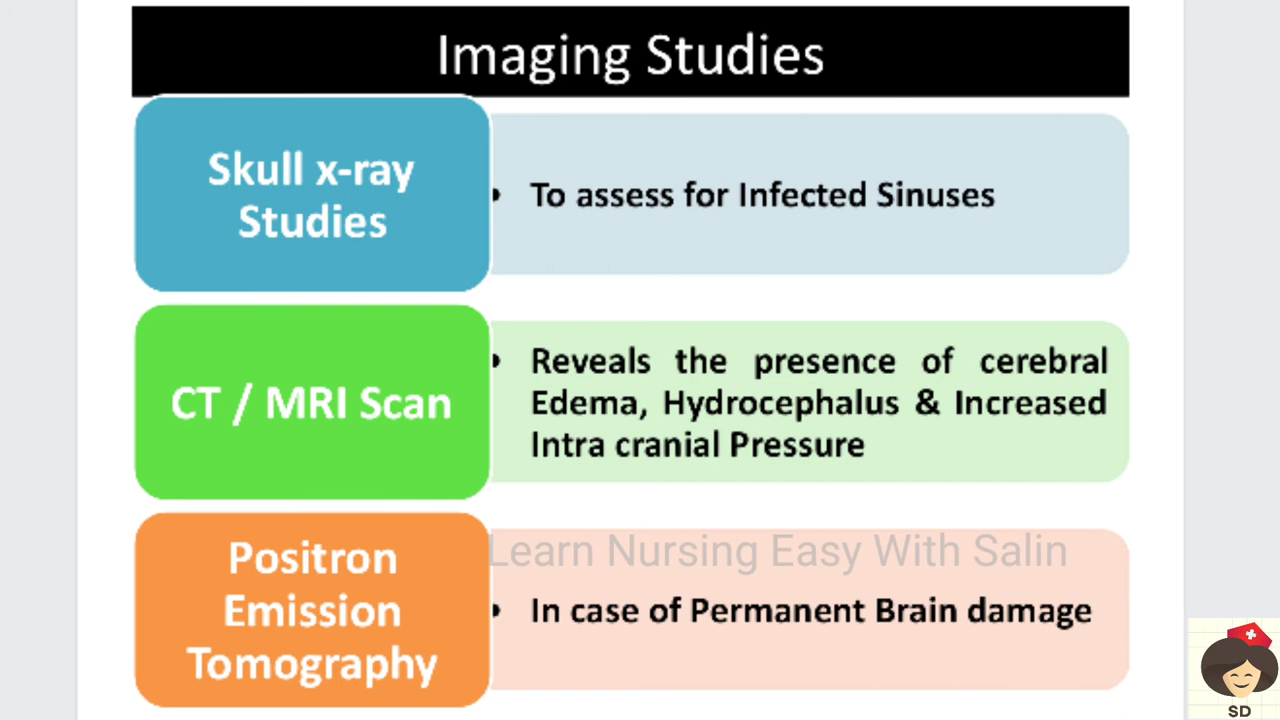 Imaging Studies
Skull x-ray
Studies
• To assess for Infected Sinuses
CT / MRI Scan
• Reveals the presence of cerebral
Edema, Hydrocephalus & Increased
Intra cranial Pressure
Positron
Emission
Tomography
Learn Nursing Easy With Salin
• In case of Permanent Brain damage
SD